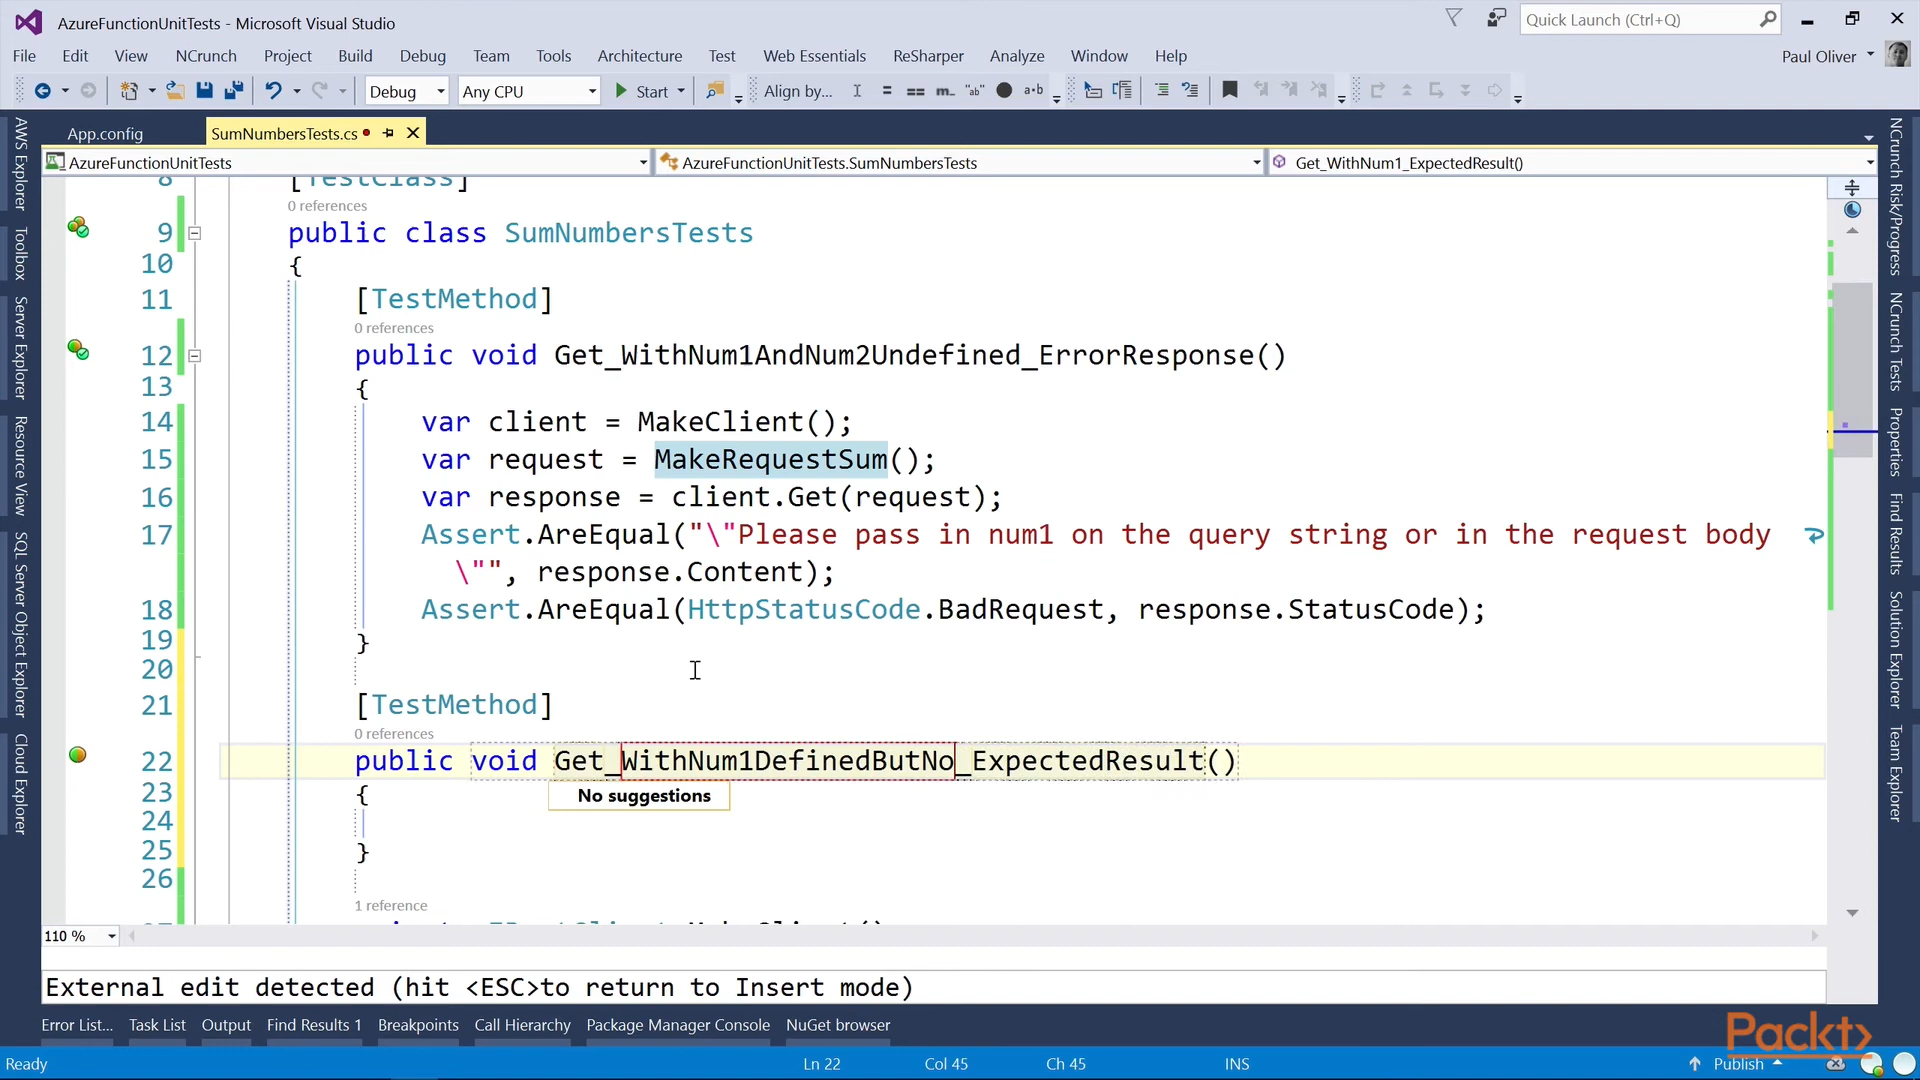 AzureFunctionUnitTests - Microsoft Visual Studio
Quick Launch (Ctrl+Q)
File Edit View NCrunch Project Build Debug Team Tools Architecture Test Web Essentials ReSharper Analyze Window Help
Paul Oliver
Debug Any CPU Start Align by...
App.config
SumNumbersTests.cs
AzureFunctionUnitTests
AzureFunctionUnitTests.SumNumbersTests
Get_WithNum1_ExpectedResult()
8 [TestClass]
0 references
9 public class SumNumbersTests
10 {
11 [TestMethod]
0 references
12 public void Get_WithNum1AndNum2Undefined_ErrorResponse()
13 {
14 var client = MakeClient();
15 var request = MakeRequestSum();
16 var response = client.Get(request);
17 Assert.AreEqual("\"Please pass in num1 on the query string or in the request body
\"", response.Content);
18 Assert.AreEqual(HttpStatusCode.BadRequest, response.StatusCode);
19 }
20
21 [TestMethod]
0 references
22 public void Get_WithNum1DefinedButNo_ExpectedResult()
No suggestions
23 {
24
25 }
26
1 reference
110 %
External edit detected (hit <ESC>to return to Insert mode)
Error List... Task List Output Find Results 1 Breakpoints Call Hierarchy Package Manager Console NuGet browser
Ready Ln 22 Col 45 Ch 45 INS Publish
Packt>
AWS Explorer
Toolbox
Server Explorer
Resource View
SQL Server Object Explorer
Cloud Explorer
NCrunch Risk/Progress
NCrunch Tests
Properties
Find Results
Solution Explorer
Team Explorer